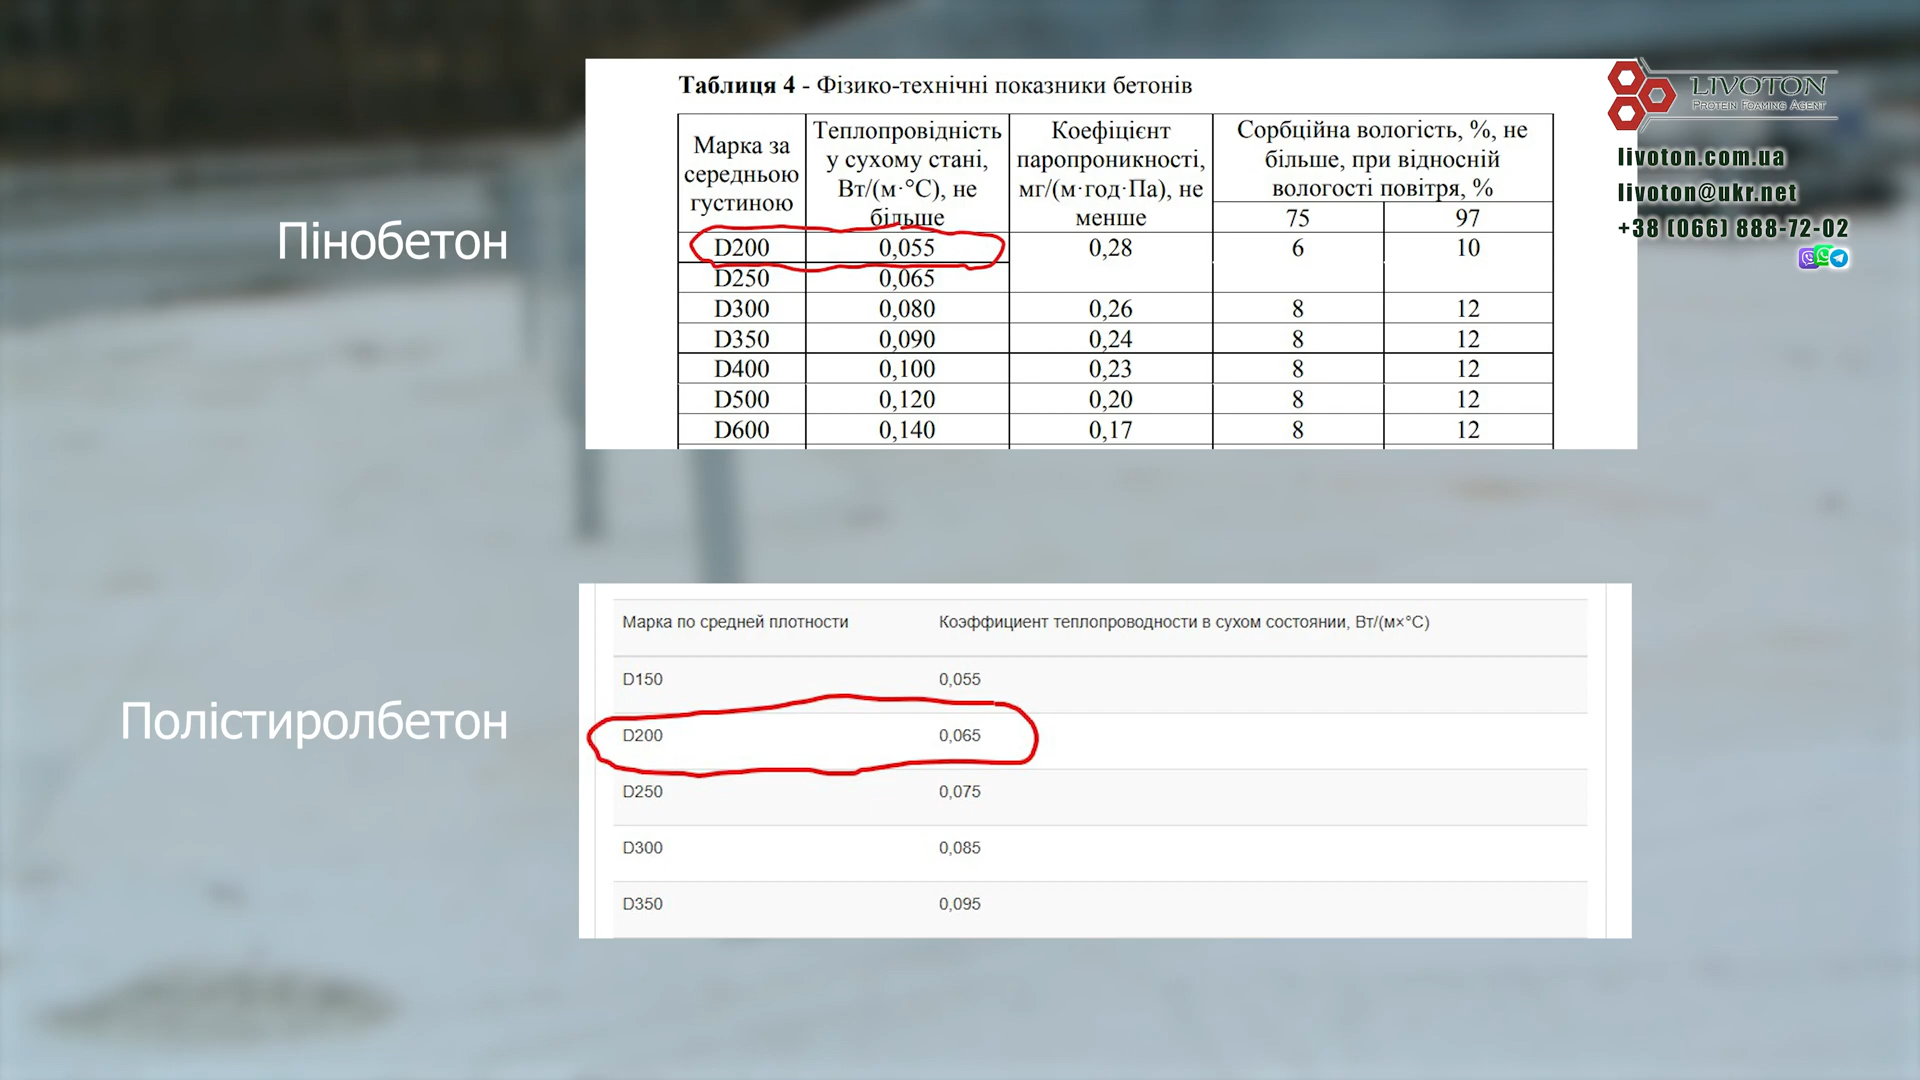 Таблиця 4 - Фізико-технічні показники бетонів
Марка за середньою густиною
Теплопровідність у сухому стані, Вт/(м·°С), не більше
Коефіцієнт паропроникності, мг/(м·год·Па), не менше
Сорбційна вологість, %, не більше, при відносній вологості повітря, %
75 97
D200 0,055 0,28 6 10
D250 0,065
D300 0,080 0,26 8 12
D350 0,090 0,24 8 12
D400 0,100 0,23 8 12
D500 0,120 0,20 8 12
D600 0,140 0,17 8 12
Пінобетон
LIVOTON
Protein Foaming Agent
livoton.com.ua
livoton@ukr.net
+38 (066) 888-72-02
Полістиролбетон
Марка по средней плотности Коэффициент теплопроводности в сухом состоянии, Вт/(м×°С)
D150 0,055
D200 0,065
D250 0,075
D300 0,085
D350 0,095